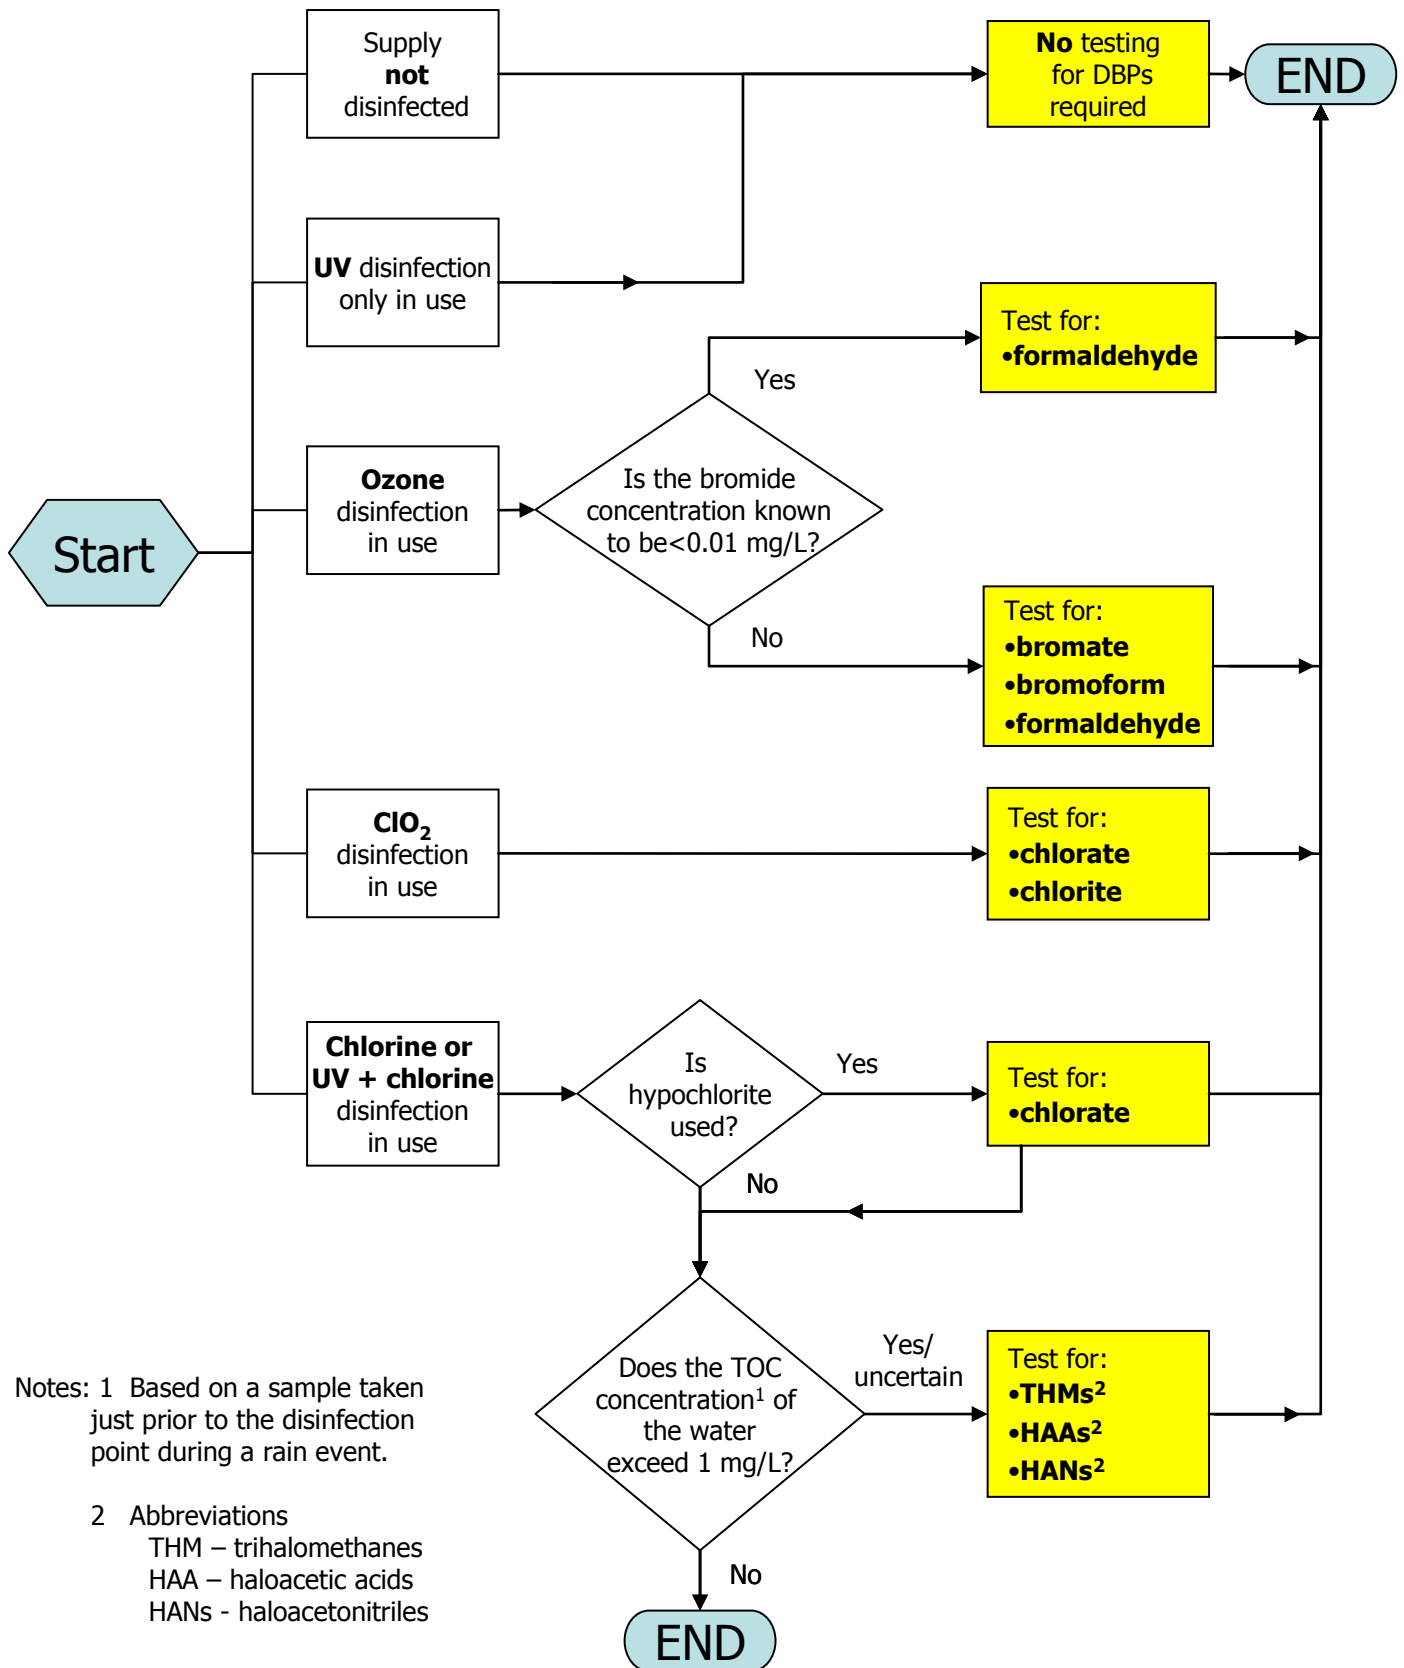 Supply
not
disinfected
No testing
for DBPs
required
END
UV disinfection
only in use
Test for:
•formaldehyde
Yes
Ozone
disinfection
in use
Is the bromide
concentration known
to be<0.01 mg/L?
Start
No
Test for:
•bromate
•bromoform
•formaldehyde
ClO₂
disinfection
in use
Test for:
•chlorate
•chlorite
Chlorine or
UV + chlorine
disinfection
in use
Is
hypochlorite
used?
Yes
Test for:
•chlorate
No
Does the TOC
concentration¹ of
the water
exceed 1 mg/L?
Yes/
uncertain
Test for:
•THMs²
•HAAs²
•HANs²
No
END
Notes: 1 Based on a sample taken
just prior to the disinfection
point during a rain event.
2 Abbreviations
THM – trihalomethanes
HAA – haloacetic acids
HANs - haloacetonitriles